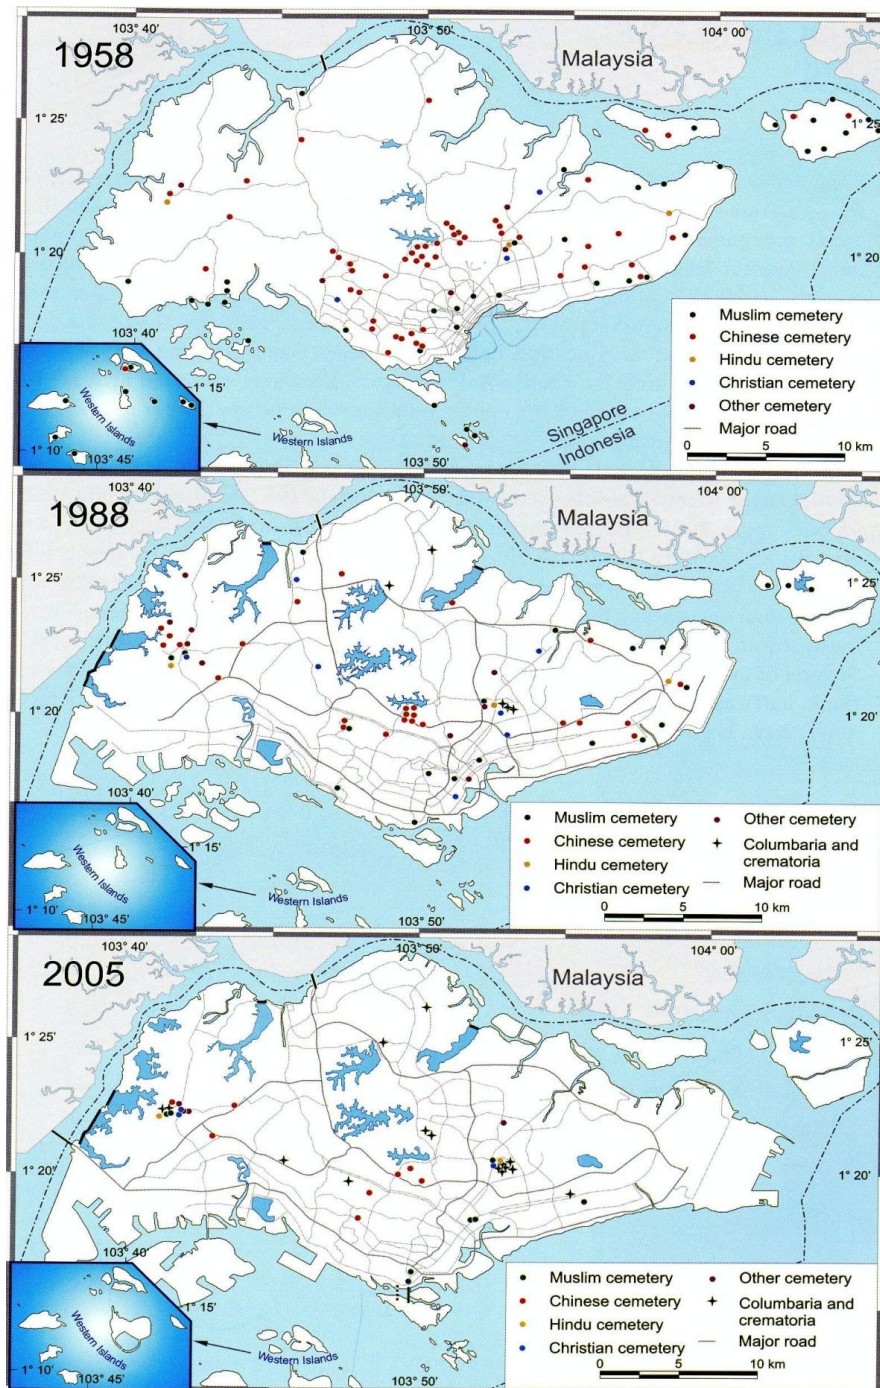 1958
103° 40'
103° 50'
104° 00'
Malaysia
1° 25'
1° 25'
1° 20'
1° 20'
Muslim cemetery
Chinese cemetery
Hindu cemetery
Christian cemetery
Other cemetery
Major road
0 5 10 km
103° 40'
1° 15'
Western Islands
Western Islands
1° 10'
103° 45'
Singapore
Indonesia
103° 50'
1988
103° 40'
103° 50'
104° 00'
Malaysia
1° 25'
1° 25'
1° 20'
1° 20'
103° 40'
1° 15'
Western Islands
Western Islands
1° 10'
103° 45'
Muslim cemetery
Chinese cemetery
Hindu cemetery
Christian cemetery
Other cemetery
Columbaria and
crematoria
Major road
0 5 10 km
103° 50'
2005
103° 40'
103° 50'
104° 00'
Malaysia
1° 25'
1° 25'
1° 20'
1° 20'
103° 40'
1° 15'
Western Islands
Western Islands
1° 10'
103° 45'
Muslim cemetery
Chinese cemetery
Hindu cemetery
Christian cemetery
Other cemetery
Columbaria and
crematoria
Major road
0 5 10 km
103° 50'